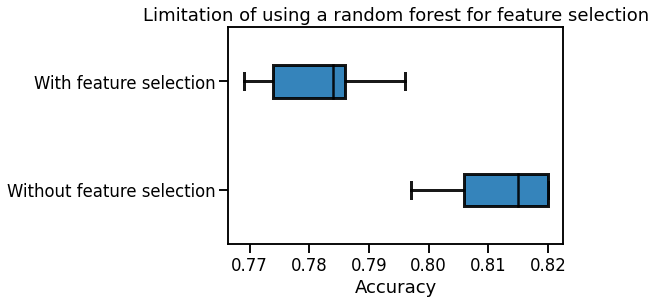 Limitation of using a random forest for feature selection
With feature selection
Without feature selection
0.77 0.78 0.79 0.80 0.81 0.82
Accuracy